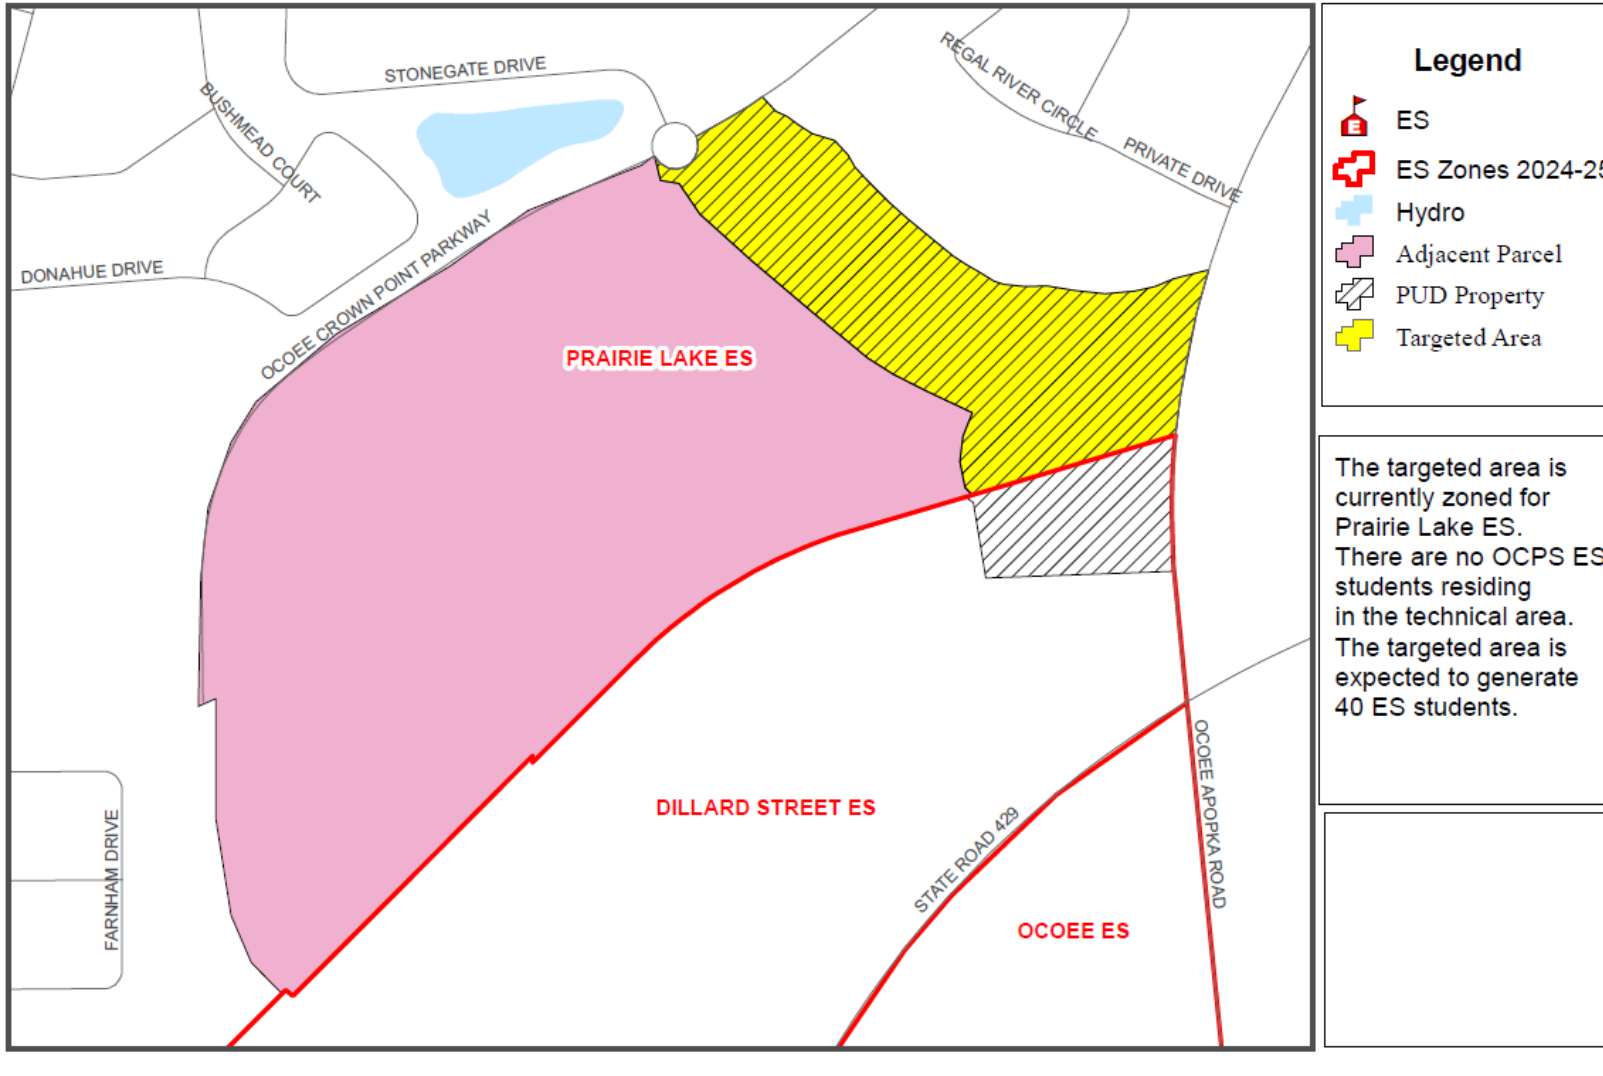 STONEGATE DRIVE
REGAL RIVER CIRCLE
BUSHMEAD COURT
PRIVATE DRIVE
DONAHUE DRIVE
OCOEE CROWN POINT PARKWAY
PRAIRIE LAKE ES
DILLARD STREET ES
FARNHAM DRIVE
STATE ROAD 429
OCOEE APOPKA ROAD
OCOEE ES
Legend
E
ES
ES Zones 2024-25
Hydro
Adjacent Parcel
PUD Property
Targeted Area
The targeted area is
currently zoned for
Prairie Lake ES.
There are no OCPS ES
students residing
in the technical area.
The targeted area is
expected to generate
40 ES students.